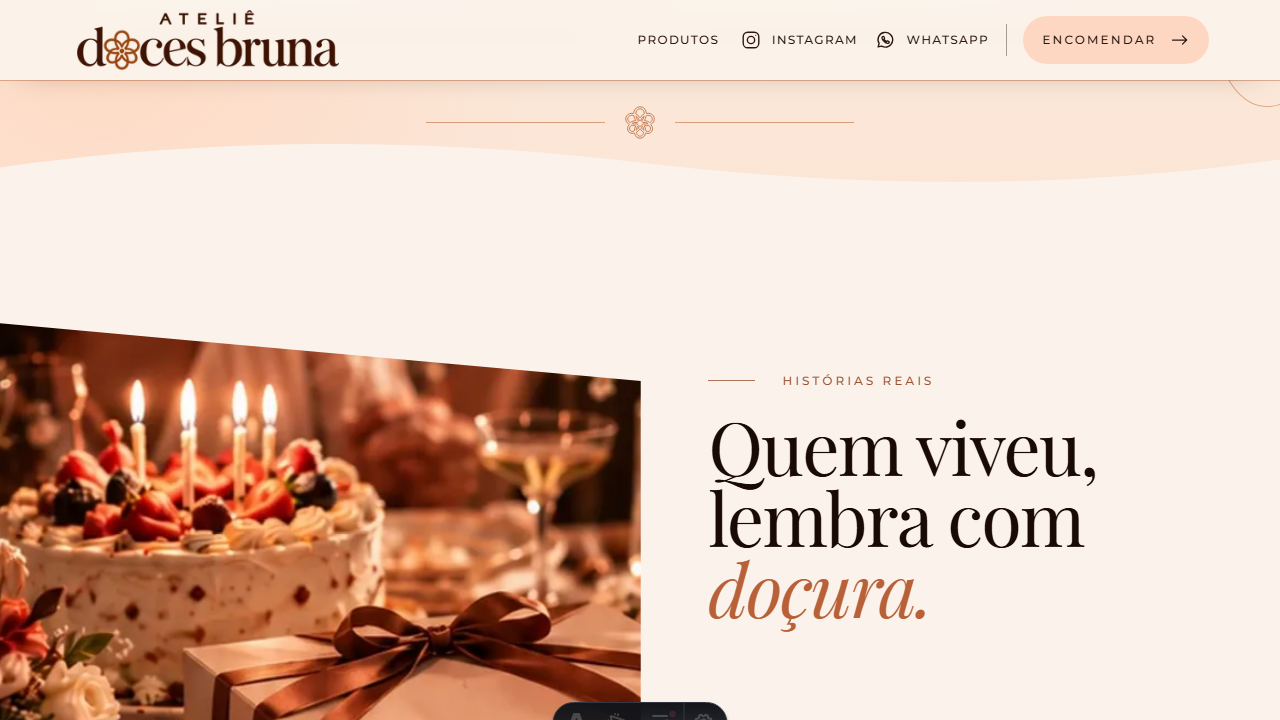 ATELIÊ
doces bruna
PRODUTOS
INSTAGRAM
WHATSAPP
ENCOMENDAR
HISTÓRIAS REAIS
Quem viveu,
lembra com
doçura.